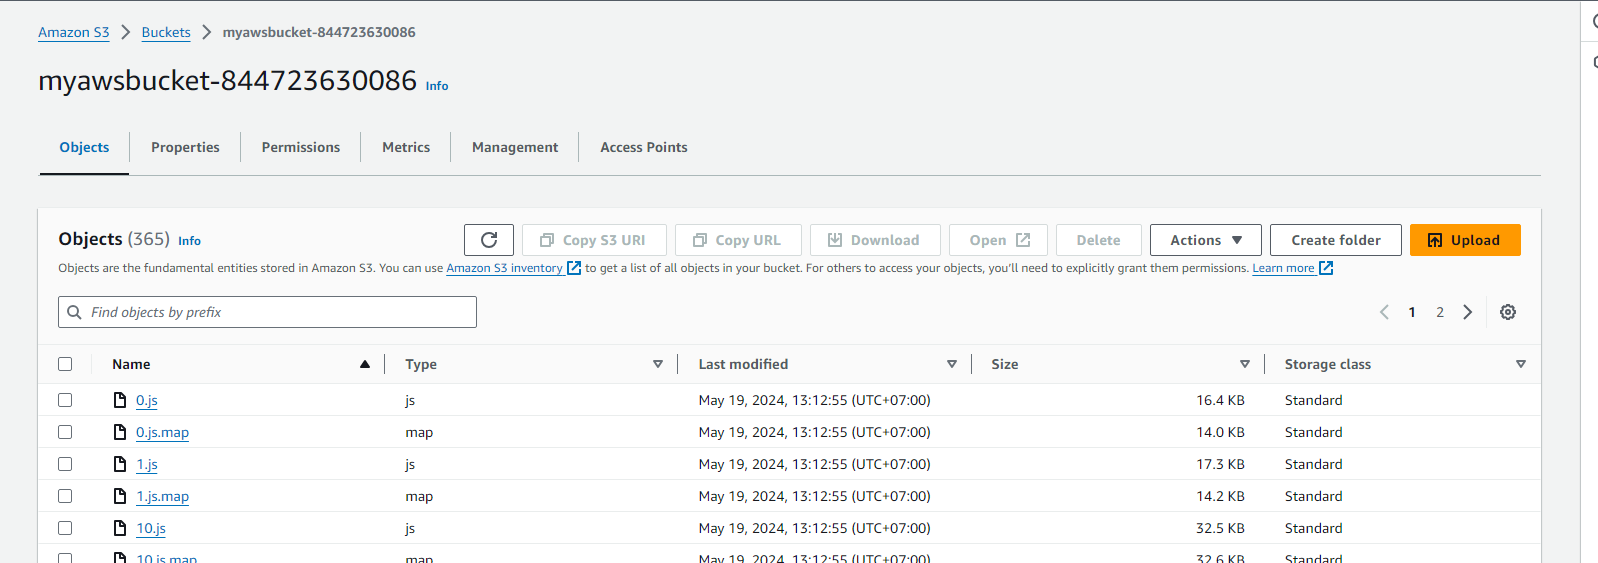 Amazon S3 > Buckets > myawsbucket-844723630086
myawsbucket-844723630086 Info
Objects Properties Permissions Metrics Management Access Points
Objects (365) Info Copy S3 URI Copy URL Download Open Delete Actions Create folder Upload
Objects are the fundamental entities stored in Amazon S3. You can use Amazon S3 inventory to get a list of all objects in your bucket. For others to access your objects, you'll need to explicitly grant them permissions. Learn more
Find objects by prefix 1 2
Name Type Last modified Size Storage class
0.js js May 19, 2024, 13:12:55 (UTC+07:00) 16.4 KB Standard
0.js.map map May 19, 2024, 13:12:55 (UTC+07:00) 14.0 KB Standard
1.js js May 19, 2024, 13:12:55 (UTC+07:00) 17.3 KB Standard
1.js.map map May 19, 2024, 13:12:55 (UTC+07:00) 14.2 KB Standard
10.js js May 19, 2024, 13:12:55 (UTC+07:00) 32.5 KB Standard
10.js.map map May 19, 2024, 13:12:55 (UTC+07:00) 32.6 KB Standard